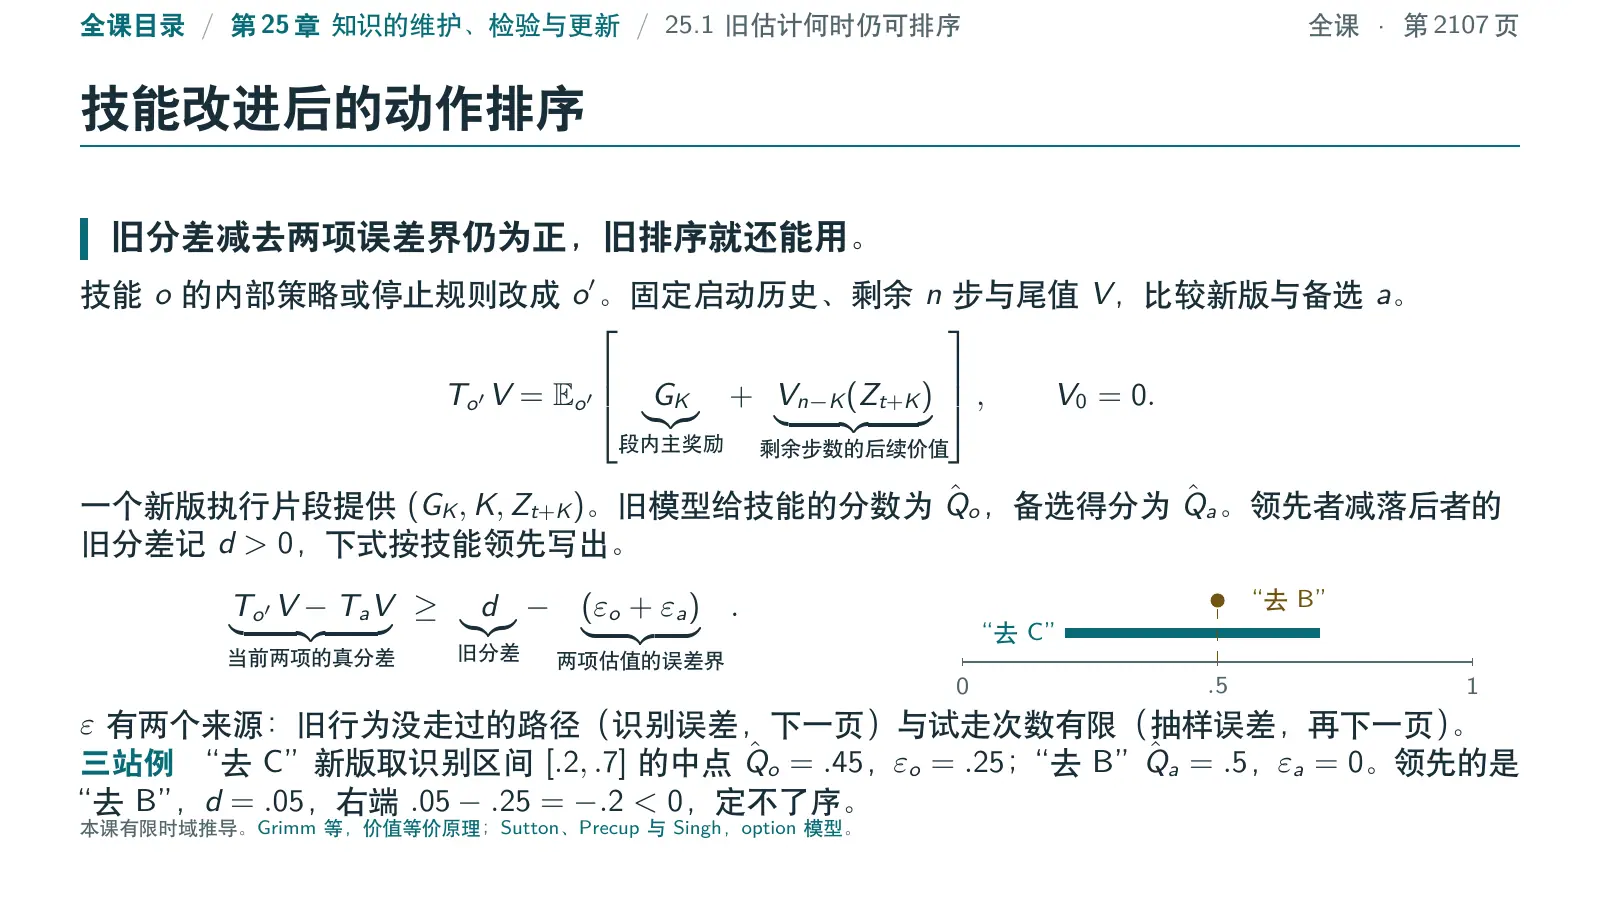 全课目录 / 第 25 章 知识的维护、检验与更新 / 25.1 旧估计何时仍可排序
全课 · 第 2107 页
技能改进后的动作排序
旧分差减去两项误差界仍为正，旧排序就还能用。
技能 o 的内部策略或停止规则改成 o′。固定启动历史、剩余 n 步与尾值 V，比较新版与备选 a。
T_{o′} V = 𝔼_{o′} [ G_K + V_{n−K}(Z_{t+K}) ] , V_0 = 0.
段内主奖励 剩余步数的后续价值
一个新版执行片段提供 (G_K, K, Z_{t+K})。旧模型给技能的分数为 Q̂_o，备选得分为 Q̂_a。领先者减落后者的
旧分差记 d > 0，下式按技能领先写出。
T_{o′} V − T_a V ≥ d − (ε_o + ε_a) .
当前两项的真分差 旧分差 两项估值的误差界
“去 B”
“去 C”
0 .5 1
ε 有两个来源：旧行为没走过的路径（识别误差，下一页）与试走次数有限（抽样误差，再下一页）。
三站例 “去 C” 新版取识别区间 [.2, .7] 的中点 Q̂_o = .45，ε_o = .25；“去 B” Q̂_a = .5，ε_a = 0。领先的是
“去 B”，d = .05，右端 .05 − .25 = −.2 < 0，定不了序。
本课有限时域推导。Grimm 等，价值等价原理；Sutton、Precup 与 Singh，option 模型。